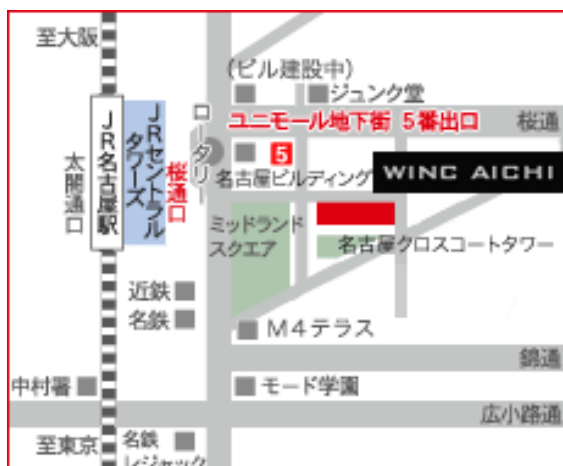 至大阪
(ビル建設中)
ジュンク堂
ユニモール地下街 5番出口
桜通
ロータリー
JRセントラル
タワーズ
JR名古屋駅
太閤通口
桜通口
5
名古屋ビルディング
WINC AICHI
ミッドランド
スクエア
名古屋クロスコートタワー
近鉄
名鉄
M4テラス
錦通
中村署
モード学園
広小路通
至東京
名鉄
レジャック